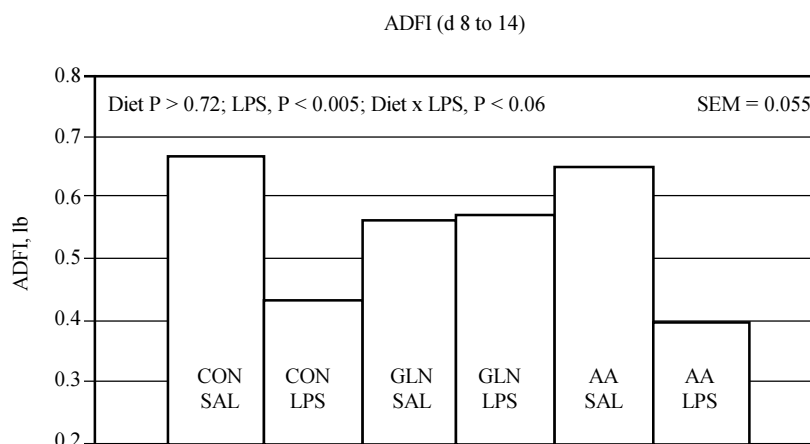 ADFI (d 8 to 14)
0.8
Diet P > 0.72; LPS, P < 0.005; Diet x LPS, P < 0.06 SEM = 0.055
0.7
0.6
ADFI, lb
0.5
0.4
0.3
CON CON GLN GLN AA AA
SAL LPS SAL LPS SAL LPS
0.2